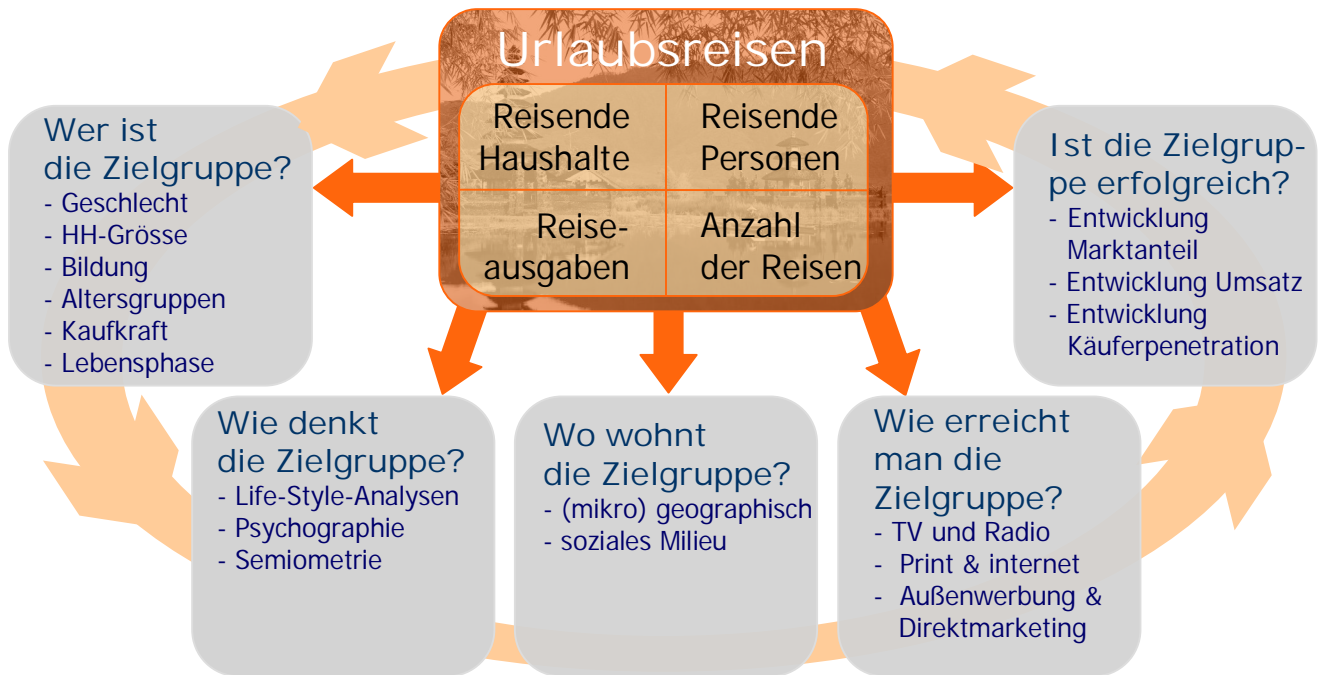 Urlaubsreisen
Reisende
Haushalte
Reisende
Personen
Reise-
ausgaben
Anzahl
der Reisen
Wer ist
die Zielgruppe?
- Geschlecht
- HH-Grösse
- Bildung
- Altersgruppen
- Kaufkraft
- Lebensphase
Wie denkt
die Zielgruppe?
- Life-Style-Analysen
- Psychographie
- Semiometrie
Wo wohnt
die Zielgruppe?
- (mikro) geographisch
- soziales Milieu
Wie erreicht
man die
Zielgruppe?
- TV und Radio
- Print & internet
- Außenwerbung &
Direktmarketing
Ist die Zielgrup-
pe erfolgreich?
- Entwicklung
Marktanteil
- Entwicklung Umsatz
- Entwicklung
Käuferpenetration